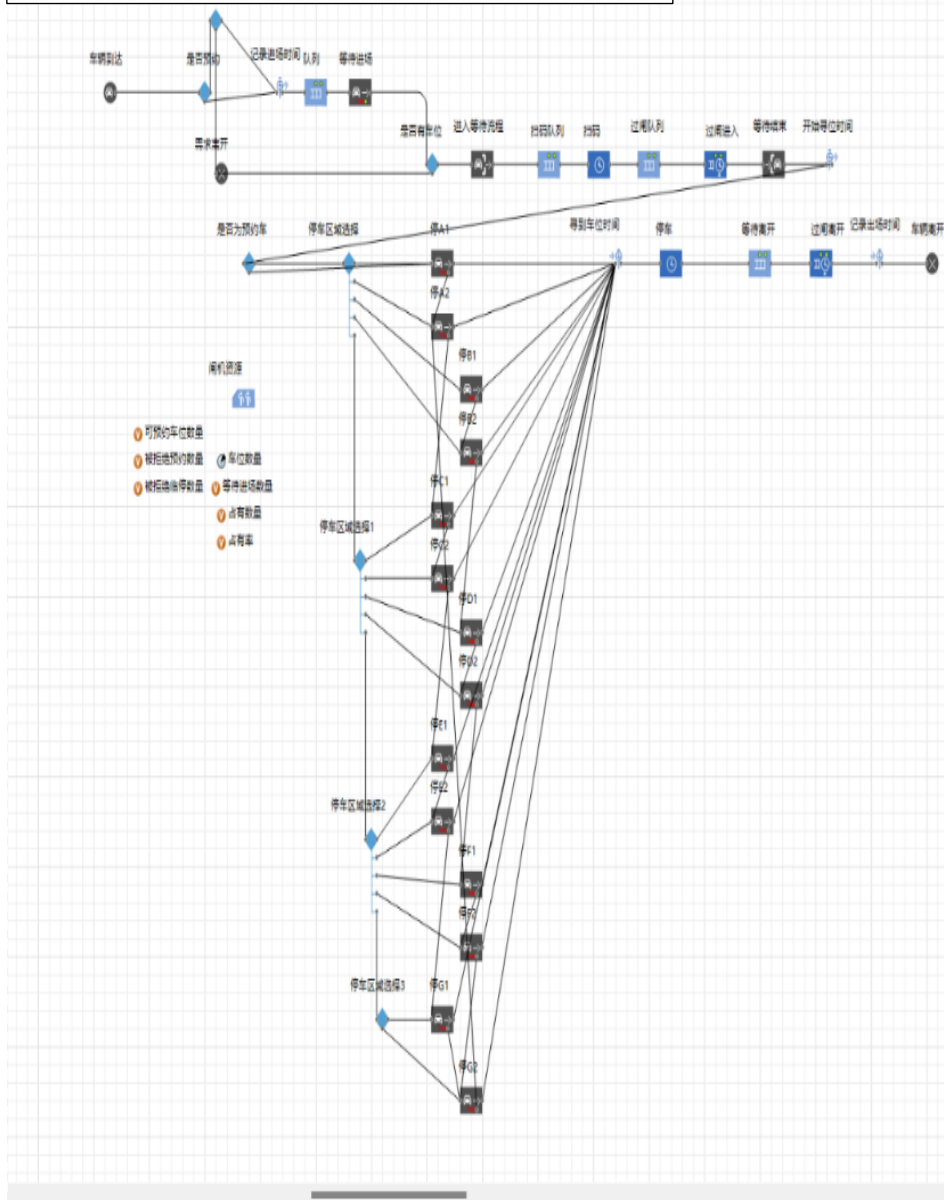 车辆到达
是否预约
记录进场时间
队列
等待进场
需求离开
是否有车位
进入等待流程
扫码队列
扫码
过闸队列
过闸进入
等待结束
开始寻位时间
是否为预约车
停车区域选择
停A1
寻到车位时间
停车
等待离开
过闸离开
记录出场时间
车辆离开
停A2
停B1
闸机资源
停B2
可预约车位数量
被拒绝预约数量
车位数量
被拒绝临停数量
等待进场数量
占有数量
占有率
停C1
停车区域选择1
停C2
停D1
停D2
停E1
停E2
停车区域选择2
停F1
停F2
停车区域选择3
停G1
停G2